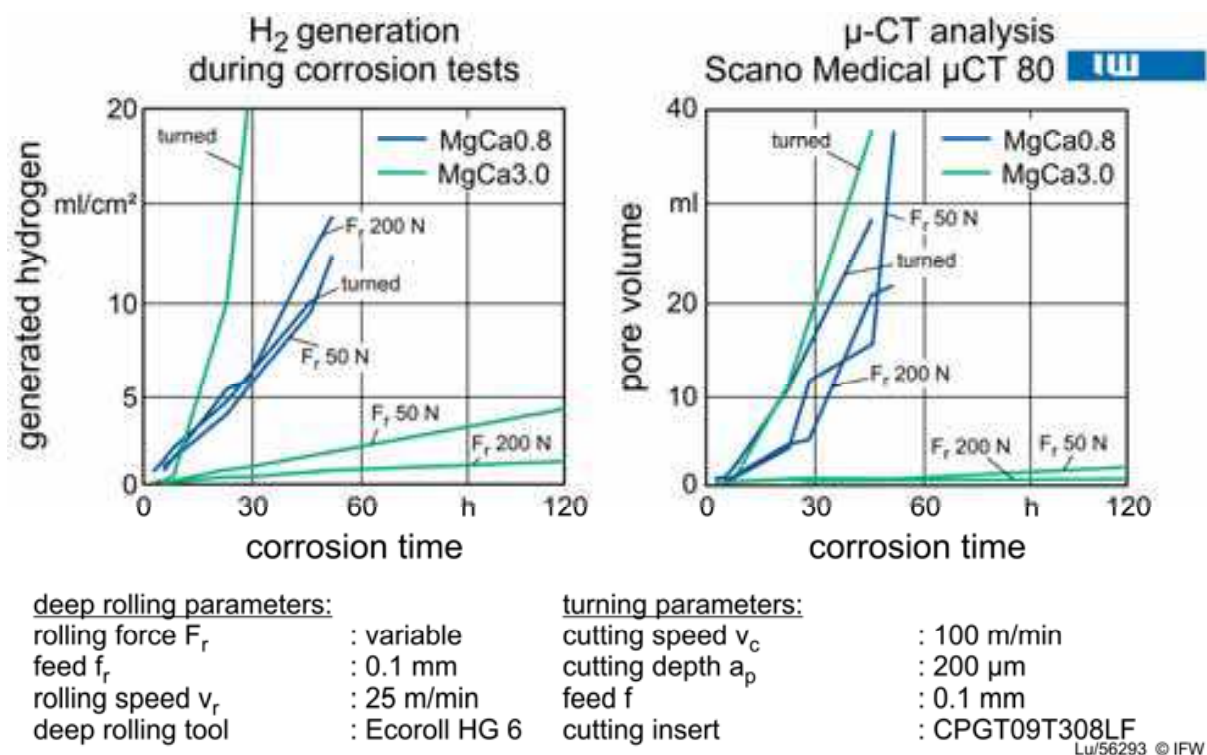 H₂ generation
during corrosion tests
20
turned
MgCa0.8
MgCa3.0
ml/cm²
Fᵣ 200 N
turned
10
Fᵣ 50 N
5
Fᵣ 50 N
Fᵣ 200 N
0
0 30 60 h 120
generated hydrogen
corrosion time
µ-CT analysis
Scano Medical µCT 80
IW
40
turned
MgCa0.8
MgCa3.0
ml
Fᵣ 50 N
turned
20
Fᵣ 200 N
10
Fᵣ 200 N
Fᵣ 50 N
0
0 30 60 h 120
pore volume
corrosion time
deep rolling parameters:
rolling force Fᵣ : variable
feed fᵣ : 0.1 mm
rolling speed vᵣ : 25 m/min
deep rolling tool : Ecoroll HG 6
turning parameters:
cutting speed v_c : 100 m/min
cutting depth aₚ : 200 µm
feed f : 0.1 mm
cutting insert : CPGT09T308LF
Lu/56293 © IFW